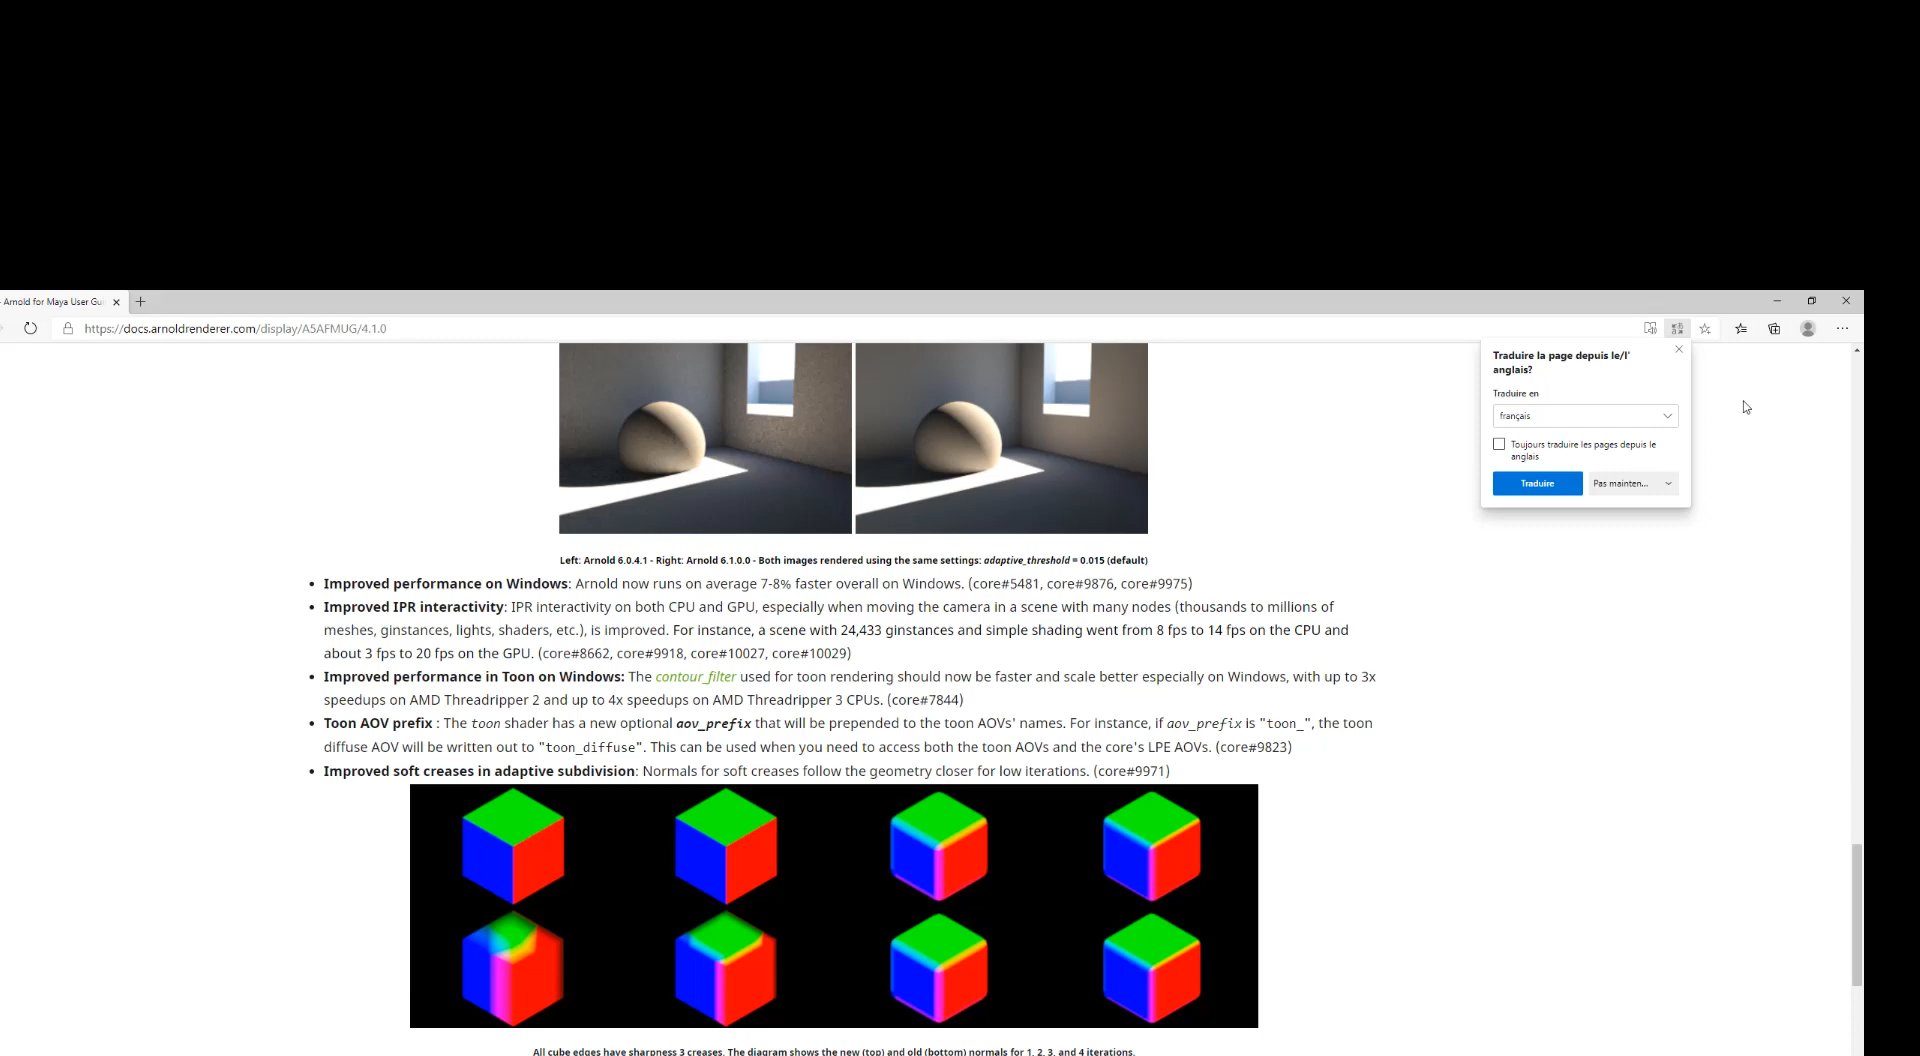 Arnold for Maya User Gu
https://docs.arnoldrenderer.com/display/A5AFMUG/4.1.0
Traduire la page depuis le/l'
anglais?
Traduire en
français
Toujours traduire les pages depuis le
anglais
Traduire
Pas mainten...
Left: Arnold 6.0.4.1 - Right: Arnold 6.1.0.0 - Both images rendered using the same settings: adaptive_threshold = 0.015 (default)
• Improved performance on Windows: Arnold now runs on average 7-8% faster overall on Windows. (core#5481, core#9876, core#9975)
• Improved IPR interactivity: IPR interactivity on both CPU and GPU, especially when moving the camera in a scene with many nodes (thousands to millions of
meshes, ginstances, lights, shaders, etc.), is improved. For instance, a scene with 24,433 ginstances and simple shading went from 8 fps to 14 fps on the CPU and
about 3 fps to 20 fps on the GPU. (core#8662, core#9918, core#10027, core#10029)
• Improved performance in Toon on Windows: The contour_filter used for toon rendering should now be faster and scale better especially on Windows, with up to 3x
speedups on AMD Threadripper 2 and up to 4x speedups on AMD Threadripper 3 CPUs. (core#7844)
• Toon AOV prefix : The toon shader has a new optional aov_prefix that will be prepended to the toon AOVs' names. For instance, if aov_prefix is "toon_", the toon
diffuse AOV will be written out to "toon_diffuse". This can be used when you need to access both the toon AOVs and the core's LPE AOVs. (core#9823)
• Improved soft creases in adaptive subdivision: Normals for soft creases follow the geometry closer for low iterations. (core#9971)
All cube edges have sharpness 3 creases. The diagram shows the new (top) and old (bottom) normals for 1, 2, 3, and 4 iterations.